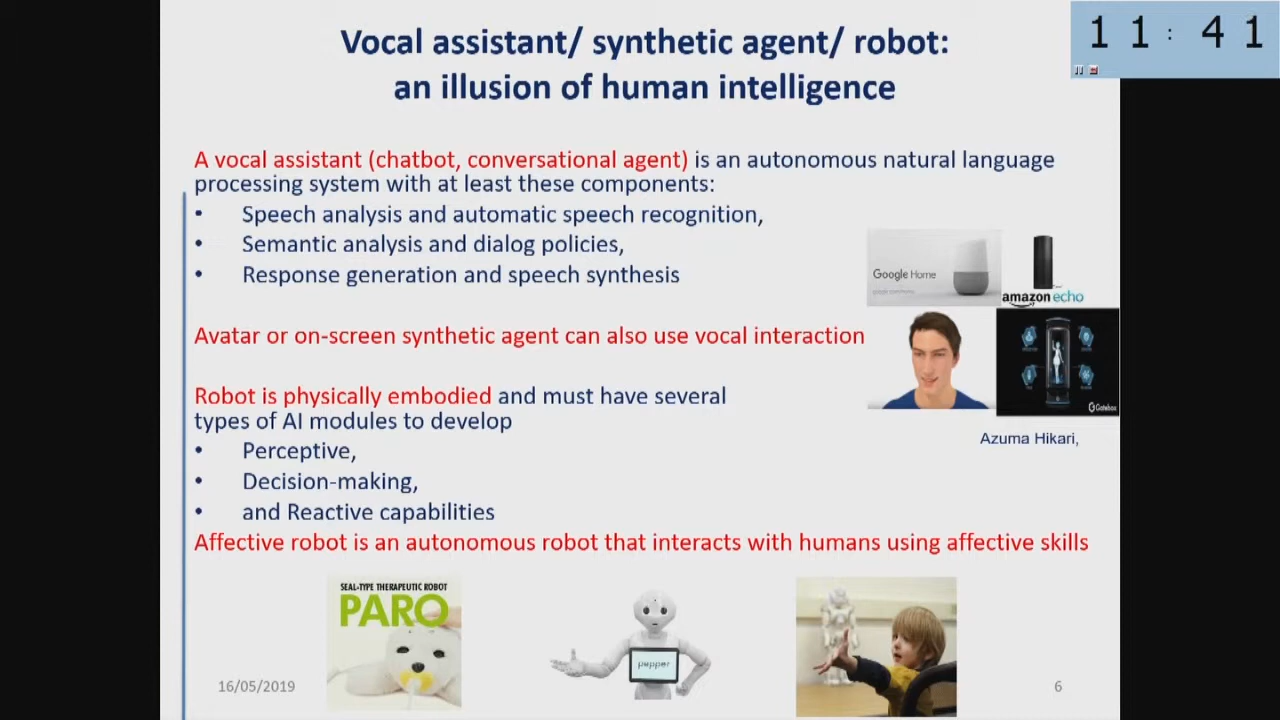 11:41
Vocal assistant/ synthetic agent/ robot:
an illusion of human intelligence
A vocal assistant (chatbot, conversational agent) is an autonomous natural language
processing system with at least these components:
• Speech analysis and automatic speech recognition,
• Semantic analysis and dialog policies,
• Response generation and speech synthesis
Google Home
amazon echo
Avatar or on-screen synthetic agent can also use vocal interaction
Gatebox
Azuma Hikari,
Robot is physically embodied and must have several
types of AI modules to develop
• Perceptive,
• Decision-making,
• and Reactive capabilities
Affective robot is an autonomous robot that interacts with humans using affective skills
SEAL-TYPE THERAPEUTIC ROBOT
PARO
pepper
16/05/2019
6